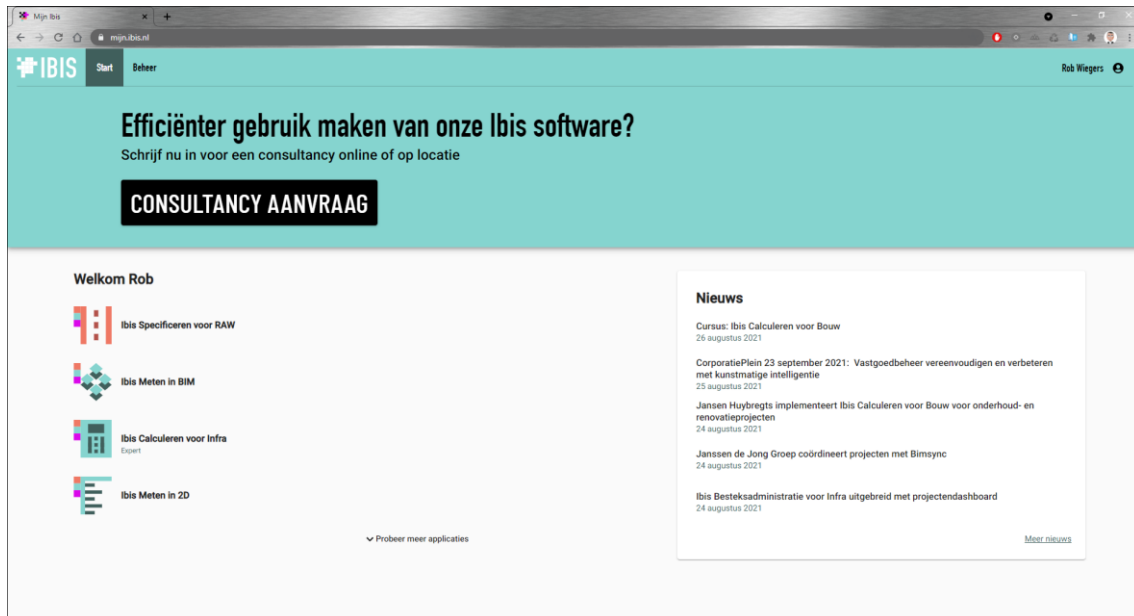 Mijn Ibis
mijn.ibis.nl
IBIS
Start
Beheer
Rob Wiegers
Efficiënter gebruik maken van onze Ibis software?
Schrijf nu in voor een consultancy online of op locatie
CONSULTANCY AANVRAAG
Welkom Rob
Ibis Specificeren voor RAW
Ibis Meten in BIM
Ibis Calculeren voor Infra
Expert
Ibis Meten in 2D
Probeer meer applicaties
Nieuws
Cursus: Ibis Calculeren voor Bouw
26 augustus 2021
CorporatiePlein 23 september 2021: Vastgoedbeheer vereenvoudigen en verbeteren
met kunstmatige intelligentie
25 augustus 2021
Jansen Huybregts implementeert Ibis Calculeren voor Bouw voor onderhoud- en
renovatieprojecten
24 augustus 2021
Janssen de Jong Groep coördineert projecten met Bimsync
24 augustus 2021
Ibis Besteksadministratie voor Infra uitgebreid met projectendashboard
24 augustus 2021
Meer nieuws